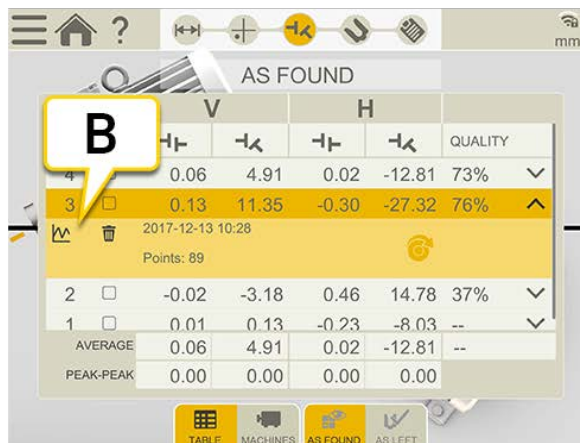 ?
mm
AS FOUND
B
V H
QUALITY
4 0.06 4.91 0.02 -12.81 73%
3 0.13 11.35 -0.30 -27.32 76%
2017-12-13 10:28
Points: 89
2 -0.02 -3.18 0.46 14.78 37%
1 0.01 0.13 -0.23 -8.03 --
AVERAGE 0.06 4.91 0.02 -12.81 --
PEAK-PEAK 0.00 0.00 0.00 0.00
TABLE MACHINES AS FOUND AS LEFT